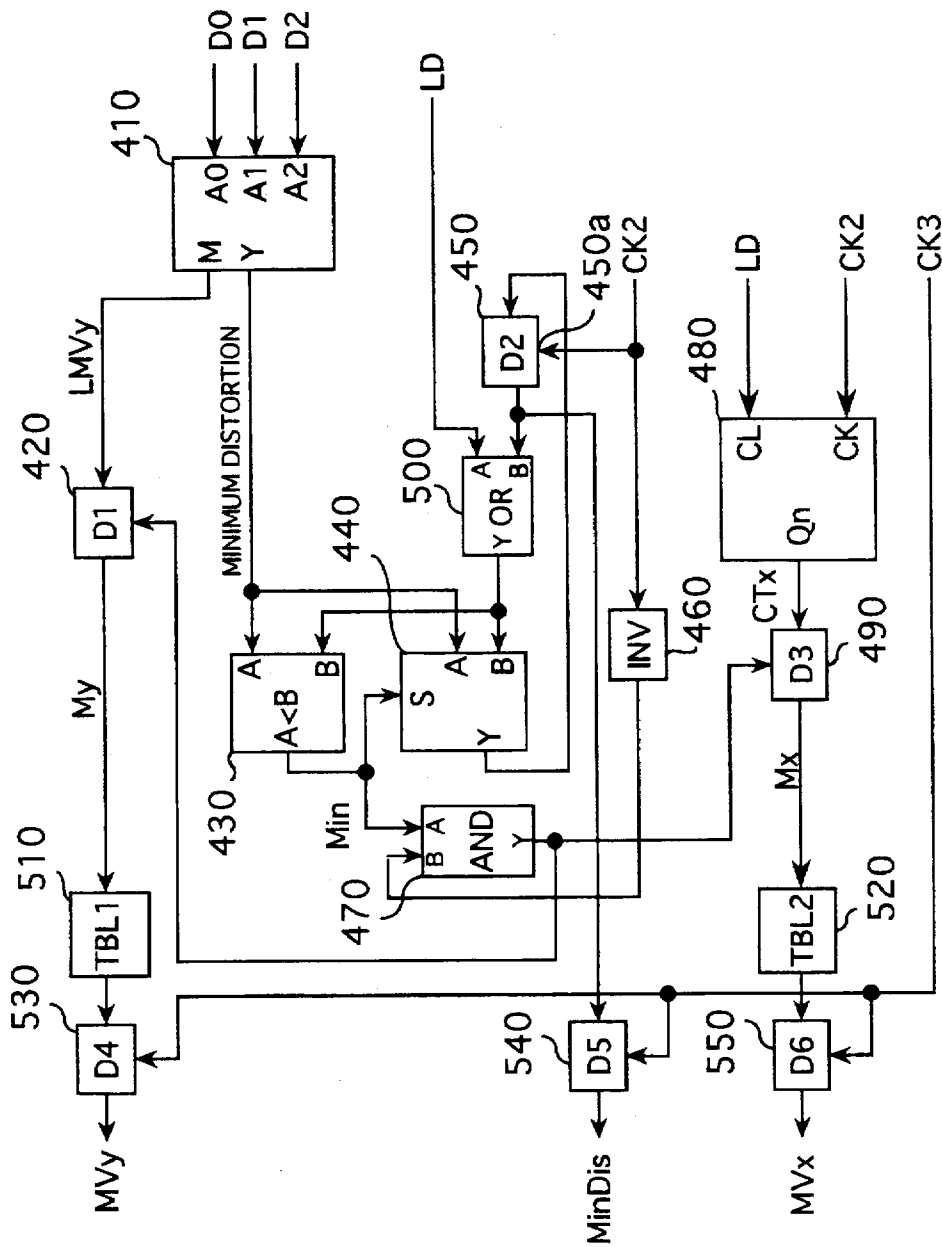 D0
D1
D2
410
A0
A1
A2
M
Y
LMVy
420
D1
My
510
TBL1
530
D4
MVy
MINIMUM DISTORTION
LD
450
D2
450a
CK2
500
A
B
Y OR
440
A
B
S
Y
A
B
A<B
430
Min
B A
AND
Y
470
INV
460
540
D5
MinDis
LD
CK2
CK3
480
CL
CK
Qn
CTx
D3
490
Mx
TBL2
520
550
D6
MVx